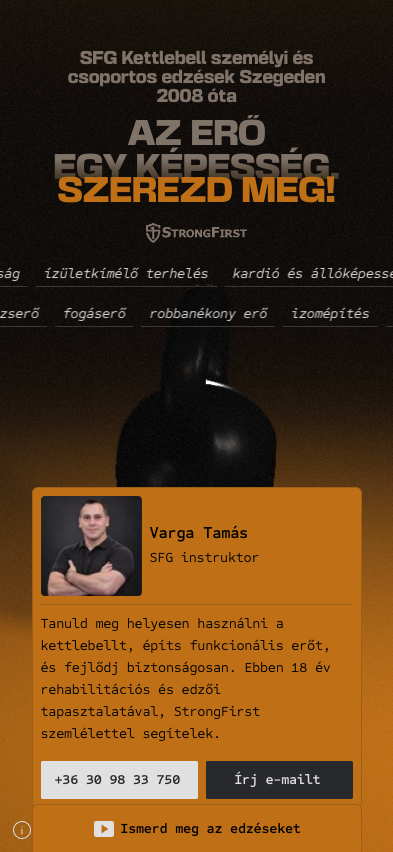 SFG Kettlebell személyi és
csoportos edzések Szegeden
2008 óta
AZ ERŐ
EGY KÉPESSÉG.
SZEREZD MEG!
STRONGFIRST
ság ízületkímélő terhelés kardió és állóképessé
zserő fogáserő robbanékony erő izomépítés
Varga Tamás
SFG instruktor
Tanuld meg helyesen használni a
kettlebellt, építs funkcionális erőt,
és fejlődj biztonságosan. Ebben 18 év
rehabilitációs és edzői
tapasztalatával, StrongFirst
szemlélettel segítelek.
+36 30 98 33 750 Írj e-mailt
Ismerd meg az edzéseket